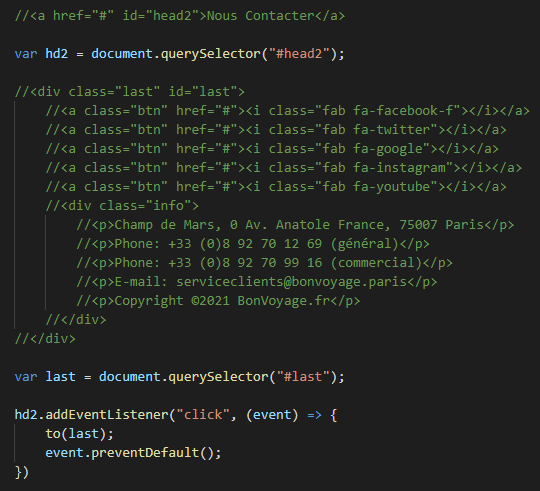 //<a href="#" id="head2">Nous Contacter</a>
var hd2 = document.querySelector("#head2");
//<div class="last" id="last">
//<a class="btn" href="#"><i class="fab fa-facebook-f"></i></a>
//<a class="btn" href="#"><i class="fab fa-twitter"></i></a>
//<a class="btn" href="#"><i class="fab fa-google"></i></a>
//<a class="btn" href="#"><i class="fab fa-instagram"></i></a>
//<a class="btn" href="#"><i class="fab fa-youtube"></i></a>
//<div class="info">
//<p>Champ de Mars, 0 Av. Anatole France, 75007 Paris</p>
//<p>Phone: +33 (0)8 92 70 12 69 (général)</p>
//<p>Phone: +33 (0)8 92 70 99 16 (commercial)</p>
//<p>E-mail: serviceclients@bonvoyage.paris</p>
//<p>Copyright ©2021 BonVoyage.fr</p>
//</div>
//</div>
var last = document.querySelector("#last");
hd2.addEventListener("click", (event) => {
to(last);
event.preventDefault();
})